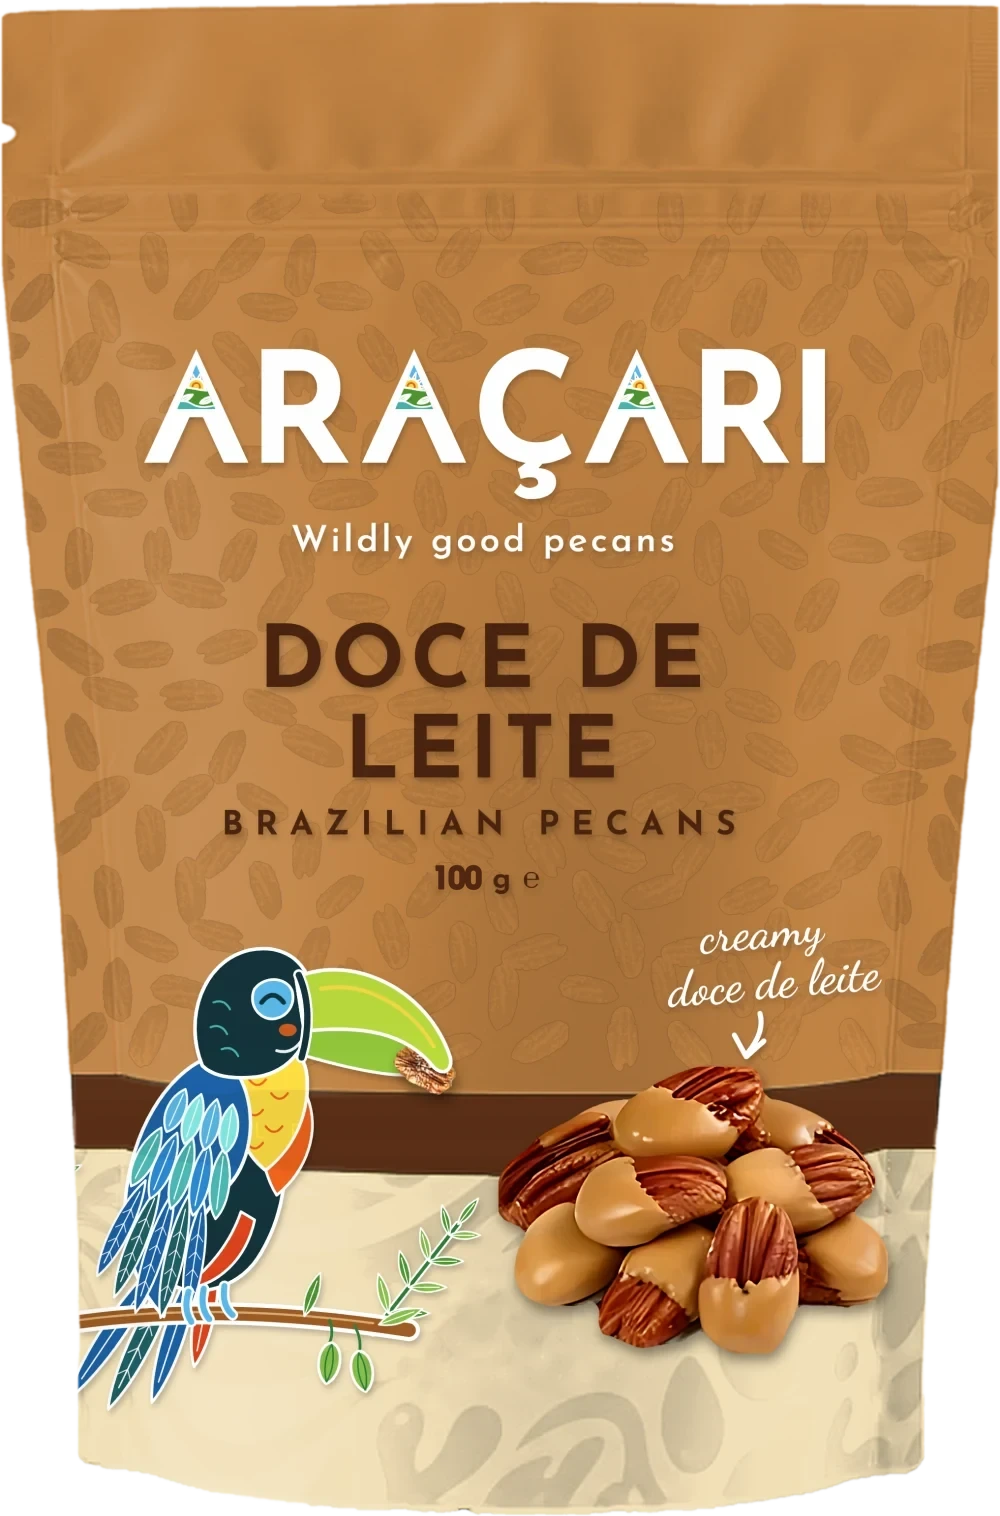 ARAÇARI
Wildly good pecans
DOCE DE
LEITE
BRAZILIAN PECANS
100 g ℮
creamy
doce de leite